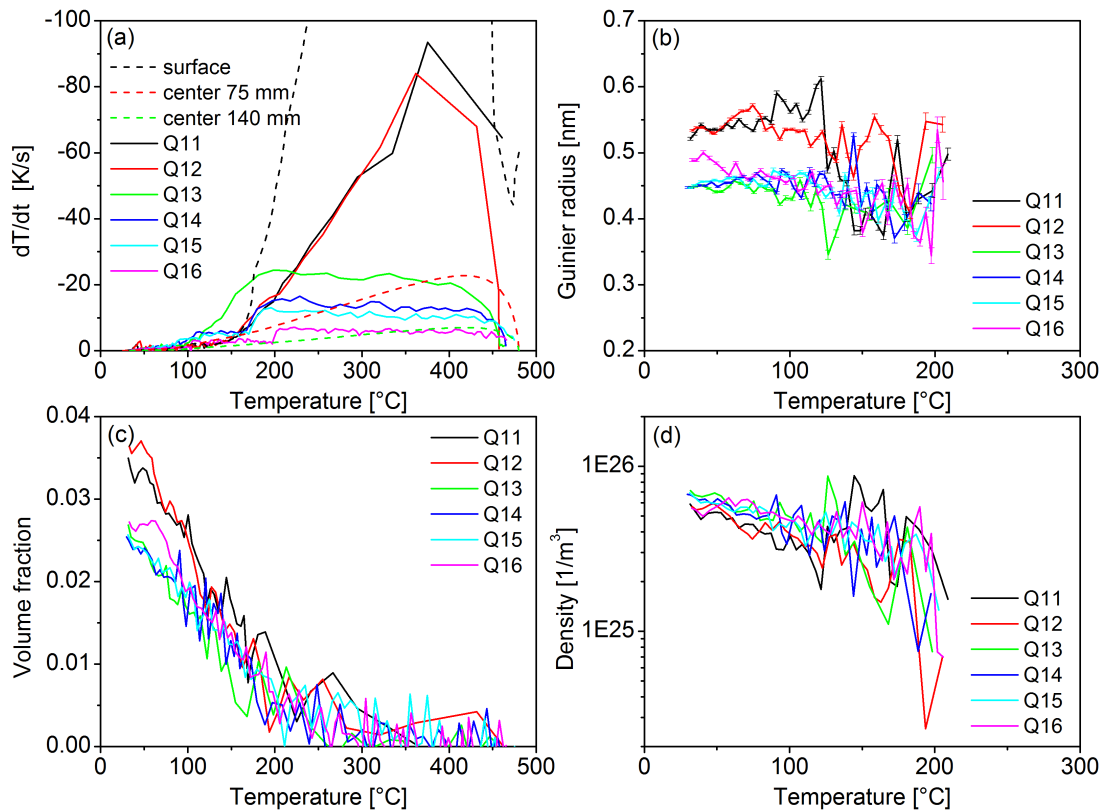 (a)
-100
-80
-60
-40
-20
0
dT/dt [K/s]
surface
center 75 mm
center 140 mm
Q11
Q12
Q13
Q14
Q15
Q16
0 100 200 300 400 500
Temperature [°C]
(b)
0.6
0.5
0.4
0.3
0.2
Guinier radius [nm]
Q11
Q12
Q13
Q14
Q15
Q16
0 100 200 300
Temperature [°C]
(c)
0.04
0.03
0.02
0.01
0.00
Volume fraction
Q11
Q12
Q13
Q14
Q15
Q16
0 100 200 300 400 500
Temperature [°C]
(d)
1E26
1E25
Density [1/m³]
Q11
Q12
Q13
Q14
Q15
Q16
0 100 200 300
Temperature [°C]